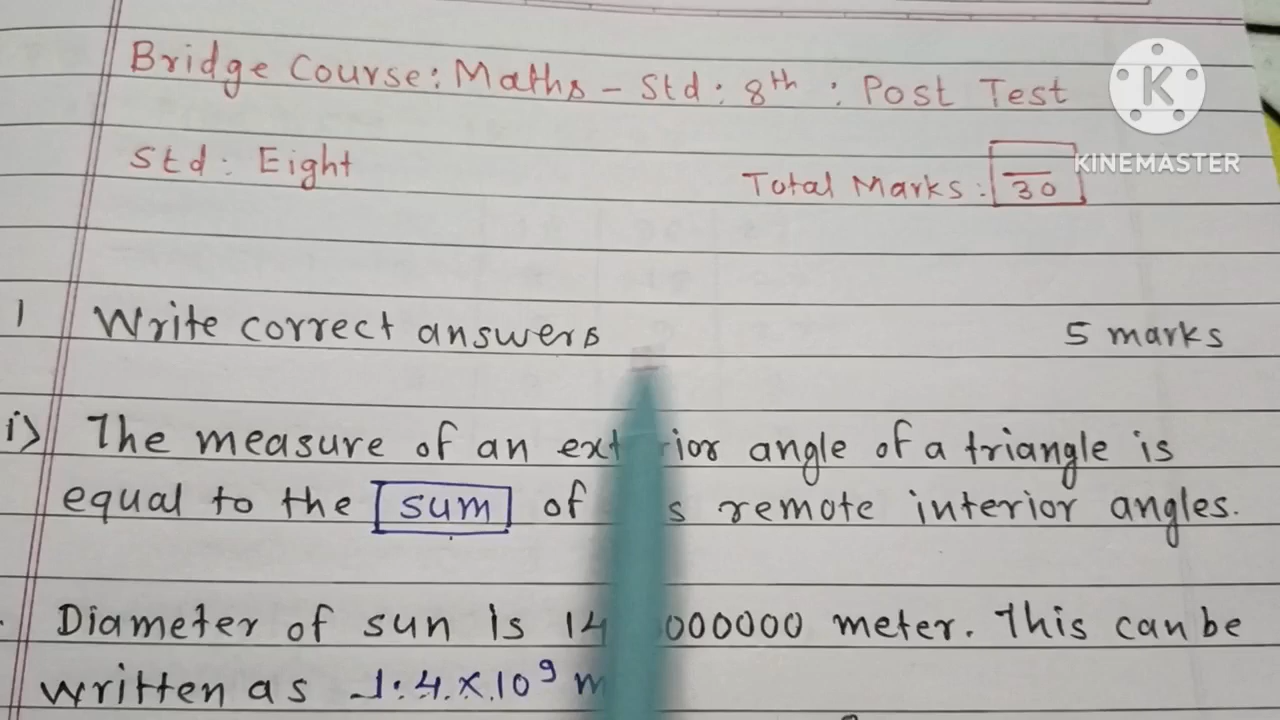 Bridge Course: Maths - Std: 8th : Post Test
K
KINEMASTER
Std: Eight
Total Marks: 30
1 Write correct answers 5 marks
i) The measure of an ext rior angle of a triangle is
equal to the sum of s remote interior angles.
Diameter of sun is 14 000000 meter. This can be
written as 1.4 x 10⁹ m